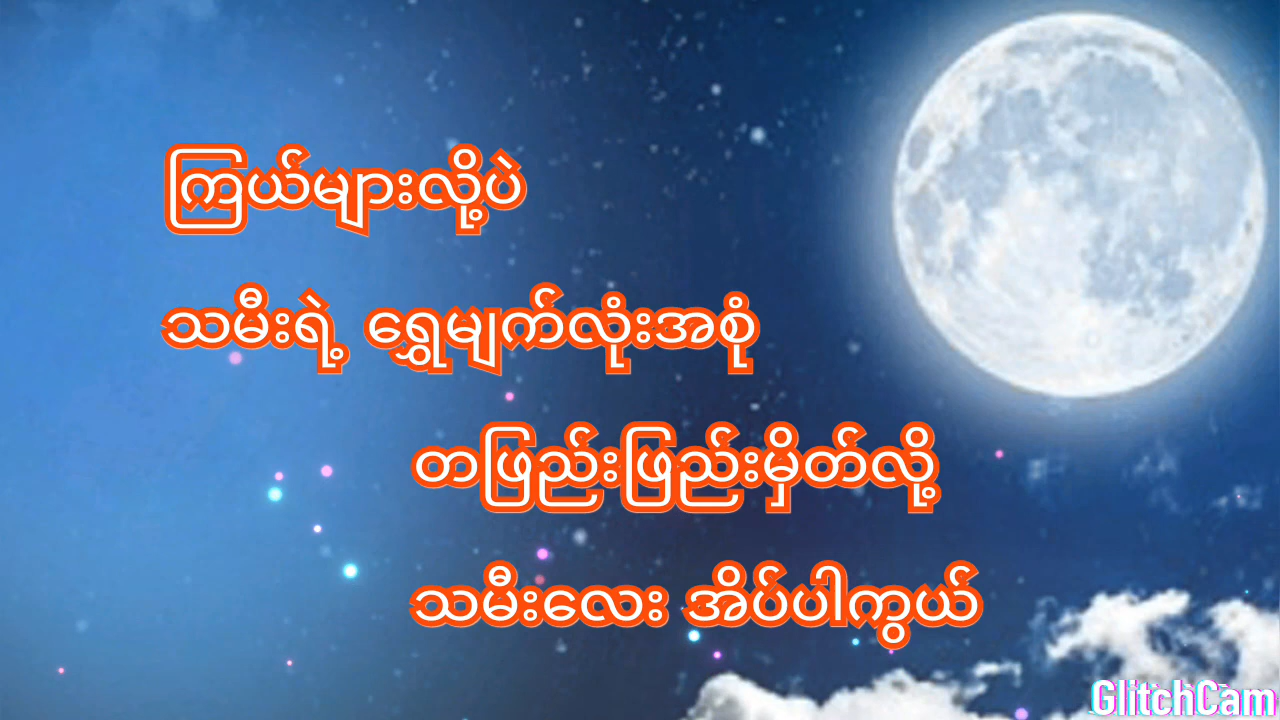 ကြယ်များလို့ပဲ
သမီးရဲ့ ရွှေမျက်လုံးအစုံ
တဖြည်းဖြည်းမှိတ်လို့
သမီးလေး အိပ်ပါကွယ်
GlitchCam